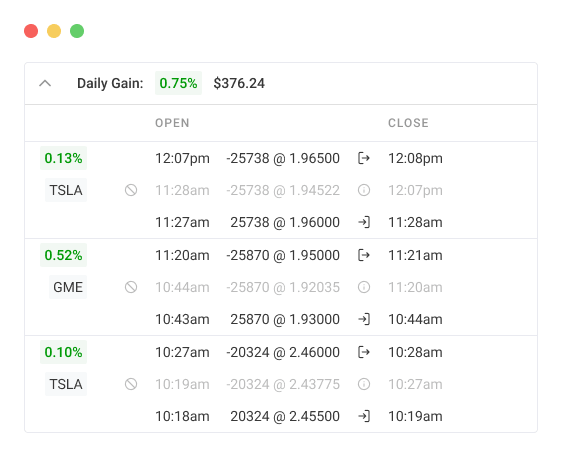 Daily Gain: 0.75% $376.24
OPEN CLOSE
0.13% 12:07pm -25738 @ 1.96500 12:08pm
TSLA 11:28am -25738 @ 1.94522 12:07pm
11:27am 25738 @ 1.96000 11:28am
0.52% 11:20am -25870 @ 1.95000 11:21am
GME 10:44am -25870 @ 1.92035 11:20am
10:43am 25870 @ 1.93000 10:44am
0.10% 10:27am -20324 @ 2.46000 10:28am
TSLA 10:19am -20324 @ 2.43775 10:27am
10:18am 20324 @ 2.45500 10:19am